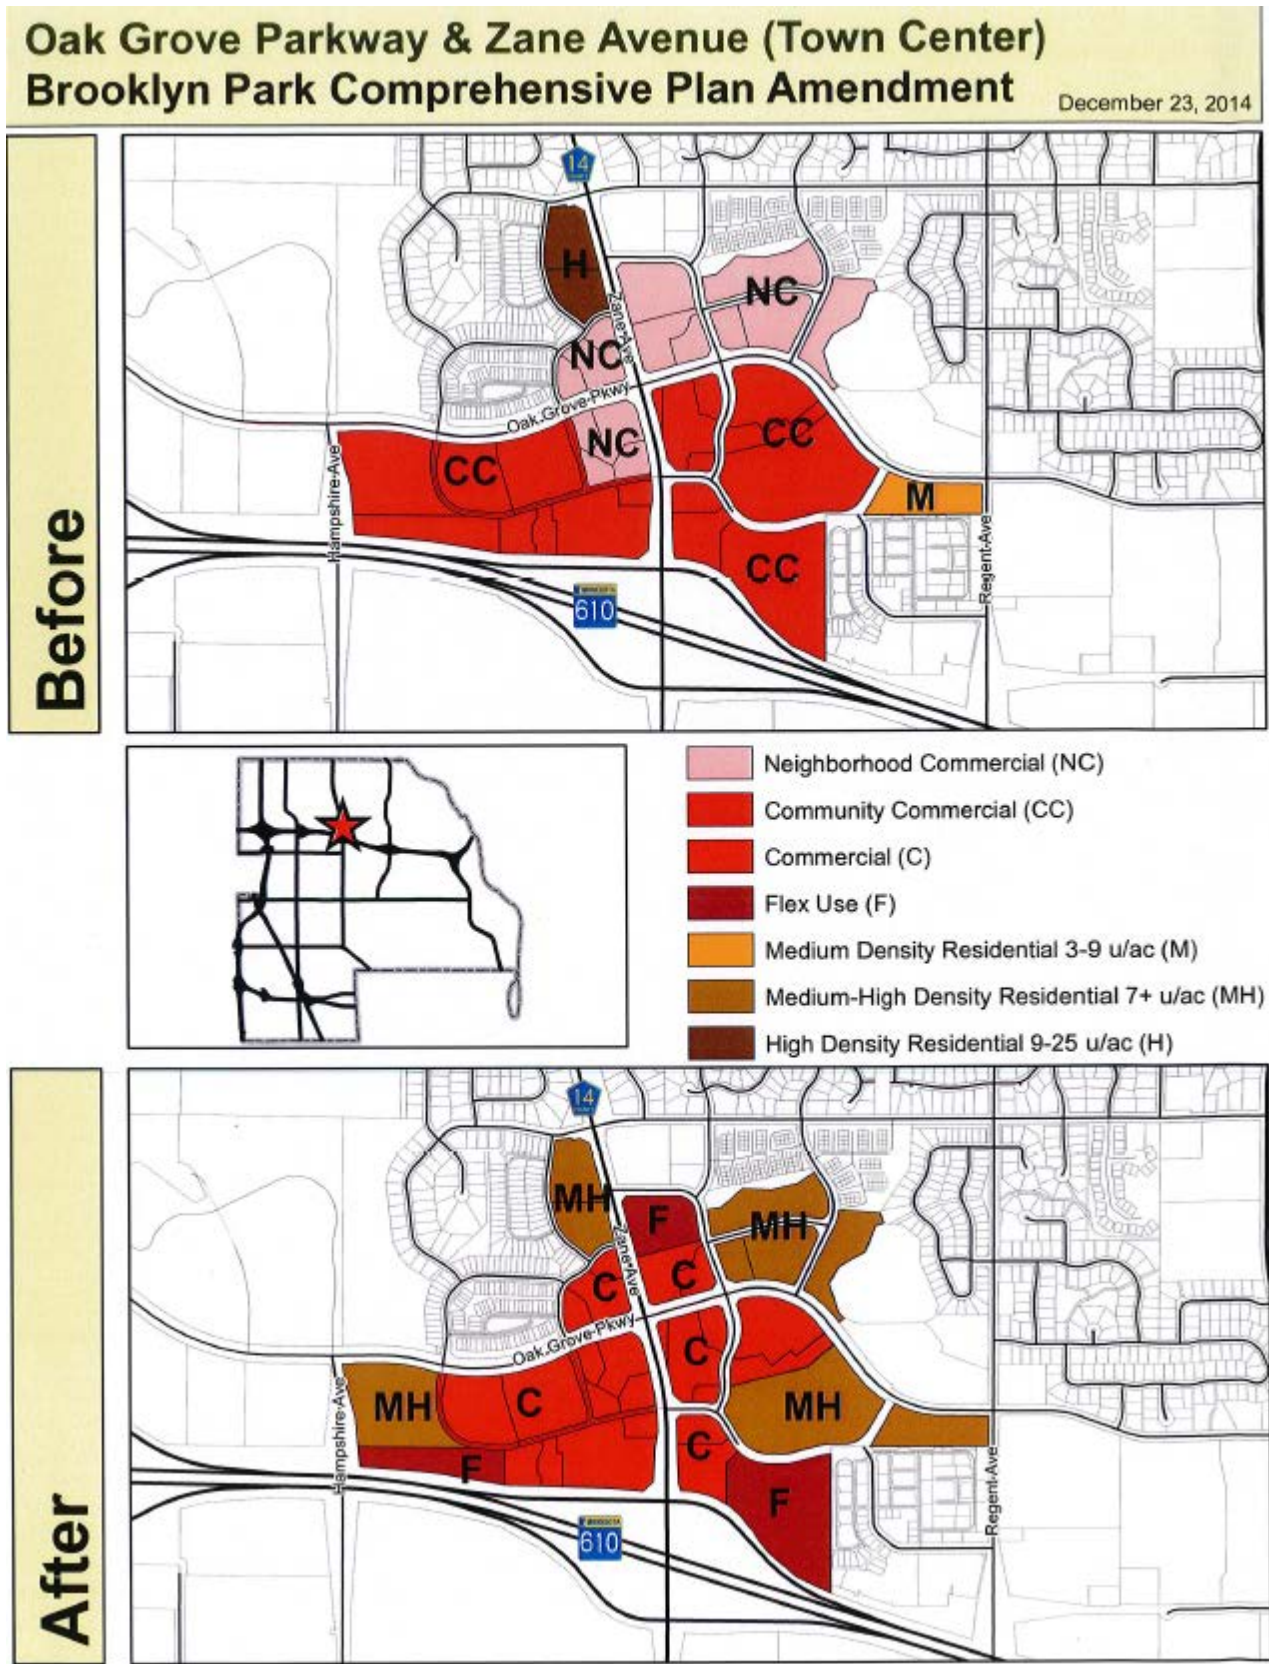 Oak Grove Parkway & Zane Avenue (Town Center)
Brooklyn Park Comprehensive Plan Amendment
December 23, 2014
Before
14
H
Zane Ave
NC
NC
Oak Grove Pkwy
NC
CC
CC
M
Hampshire Ave
Regent Ave
CC
MINNESOTA
610
Neighborhood Commercial (NC)
Community Commercial (CC)
Commercial (C)
Flex Use (F)
Medium Density Residential 3-9 u/ac (M)
Medium-High Density Residential 7+ u/ac (MH)
High Density Residential 9-25 u/ac (H)
After
14
MH
F
MH
Zane Ave
C
C
Oak Grove Pkwy
C
MH
C
MH
Hampshire Ave
C
F
Regent Ave
F
MINNESOTA
610